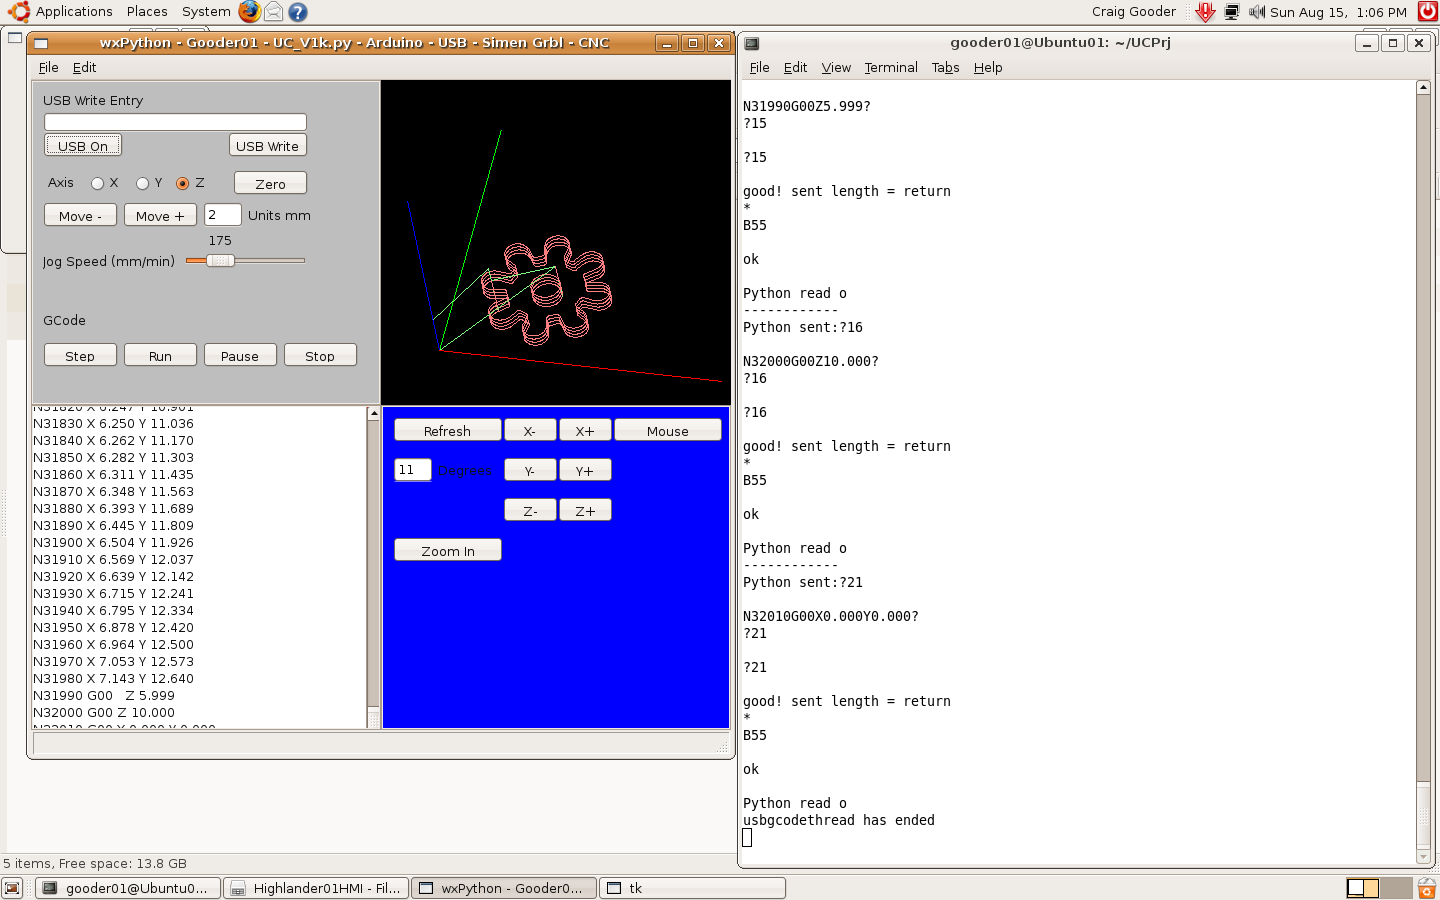 Applications Places System
Craig Gooder
Sun Aug 15, 1:06 PM
wxPython - Gooder01 - UC_V1k.py - Arduino - USB - Simen Grbl - CNC
File Edit
USB Write Entry
USB On
USB Write
Axis X Y Z
Zero
Move -
Move +
2
Units mm
175
Jog Speed (mm/min)
GCode
Step
Run
Pause
Stop
N31820 X 6.247 Y 10.901
N31830 X 6.250 Y 11.036
N31840 X 6.262 Y 11.170
N31850 X 6.282 Y 11.303
N31860 X 6.311 Y 11.435
N31870 X 6.348 Y 11.563
N31880 X 6.393 Y 11.689
N31890 X 6.445 Y 11.809
N31900 X 6.504 Y 11.926
N31910 X 6.569 Y 12.037
N31920 X 6.639 Y 12.142
N31930 X 6.715 Y 12.241
N31940 X 6.795 Y 12.334
N31950 X 6.878 Y 12.420
N31960 X 6.964 Y 12.500
N31970 X 7.053 Y 12.573
N31980 X 7.143 Y 12.640
N31990 G00 Z 5.999
N32000 G00 Z 10.000
N32010 G00 X 0.000 Y 0.000
Refresh
X-
X+
Mouse
11
Degrees
Y-
Y+
Z-
Z+
Zoom In
gooder01@Ubuntu01: ~/UCPrj
File Edit View Terminal Tabs Help
N31990G00Z5.999?
?15
?15
good! sent length = return
*
B55
ok
Python read o
------------
Python sent:?16
N32000G00Z10.000?
?16
?16
good! sent length = return
*
B55
ok
Python read o
------------
Python sent:?21
N32010G00X0.000Y0.000?
?21
?21
good! sent length = return
*
B55
ok
Python read o
usbgcodethread has ended
5 items, Free space: 13.8 GB
gooder01@Ubuntu0...
Highlander01HMI - Fil...
wxPython - Gooder0...
tk